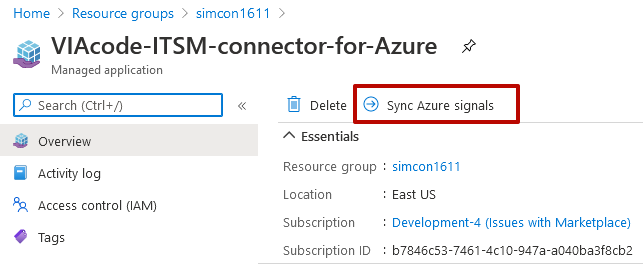 Home > Resource groups > simcon1611 >
VIAcode-ITSM-connector-for-Azure
Managed application
Search (Ctrl+/)
«
Overview
Activity log
Access control (IAM)
Tags
Delete
Sync Azure signals
Essentials
Resource group : simcon1611
Location : East US
Subscription : Development-4 (Issues with Marketplace)
Subscription ID : b7846c53-7461-4c10-947a-a040ba3f8cb2